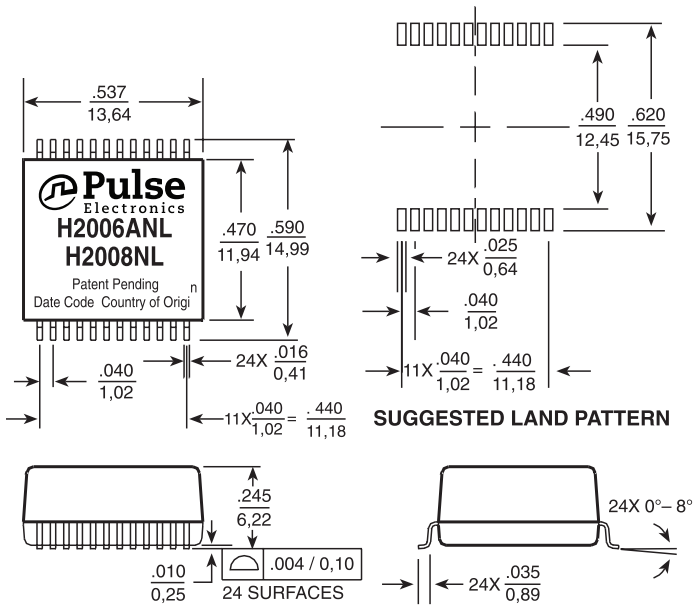 .537
13,64
Pulse
Electronics
H2006ANL
H2008NL
Patent Pending
Date Code Country of Origi n
.470
11,94
.590
14,99
.040
1,02
24X .016
0,41
11X .040 = .440
1,02 11,18
.490
12,45
.620
15,75
24X .025
0,64
.040
1,02
11X .040 = .440
1,02 11,18
SUGGESTED LAND PATTERN
.245
6,22
.010
0,25
.004 / 0,10
24 SURFACES
24X 0°– 8°
24X .035
0,89